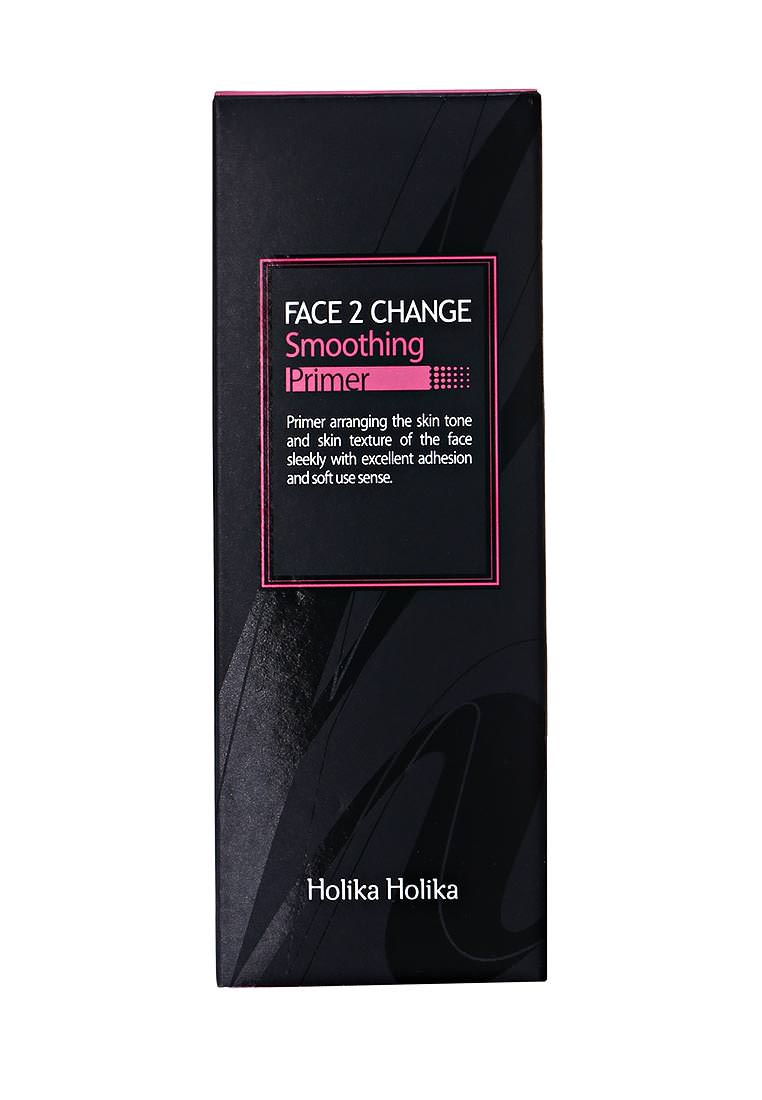 FACE 2 CHANGE
Smoothing
Primer
Primer arranging the skin tone
and skin texture of the face
sleekly with excellent adhesion
and soft use sense.
Holika Holika